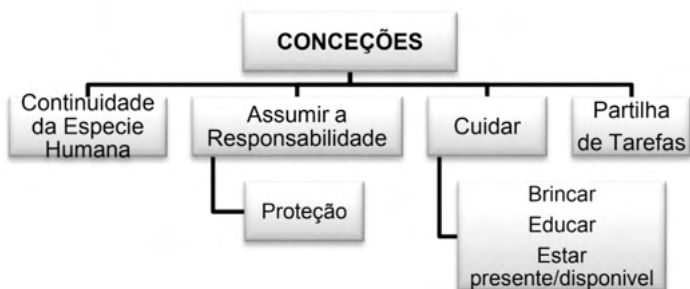 CONCEÇÕES
Continuidade
da Especie
Humana
Assumir a
Responsabilidade
Cuidar
Partilha
de Tarefas
Proteção
Brincar
Educar
Estar
presente/disponivel